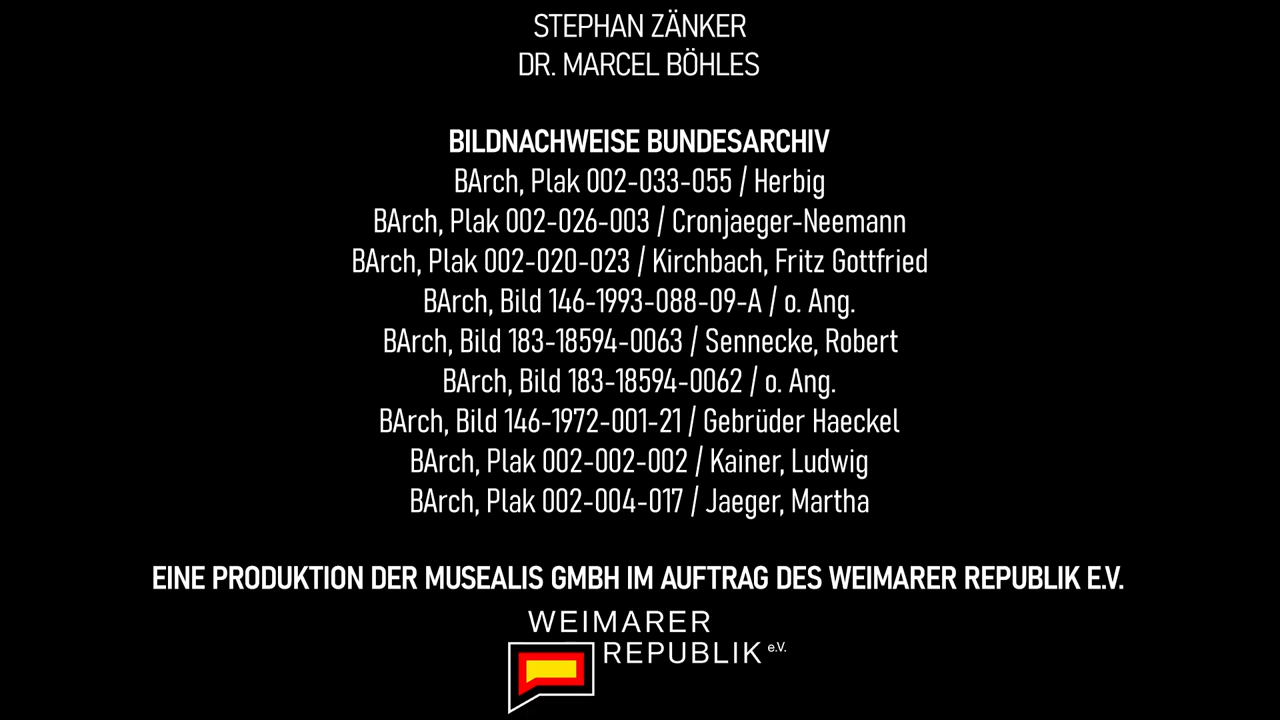 STEPHAN ZÄNKER
DR. MARCEL BÖHLES
BILDNACHWEISE BUNDESARCHIV
BArch, Plak 002-033-055 / Herbig
BArch, Plak 002-026-003 / Cronjaeger-Neemann
BArch, Plak 002-020-023 / Kirchbach, Fritz Gottfried
BArch, Bild 146-1993-088-09-A / o. Ang.
BArch, Bild 183-18594-0063 / Sennecke, Robert
BArch, Bild 183-18594-0062 / o. Ang.
BArch, Bild 146-1972-001-21 / Gebrüder Haeckel
BArch, Plak 002-002-002 / Kainer, Ludwig
BArch, Plak 002-004-017 / Jaeger, Martha
EINE PRODUKTION DER MUSEALIS GMBH IM AUFTRAG DES WEIMARER REPUBLIK E.V.
WEIMARER
REPUBLIK e.V.